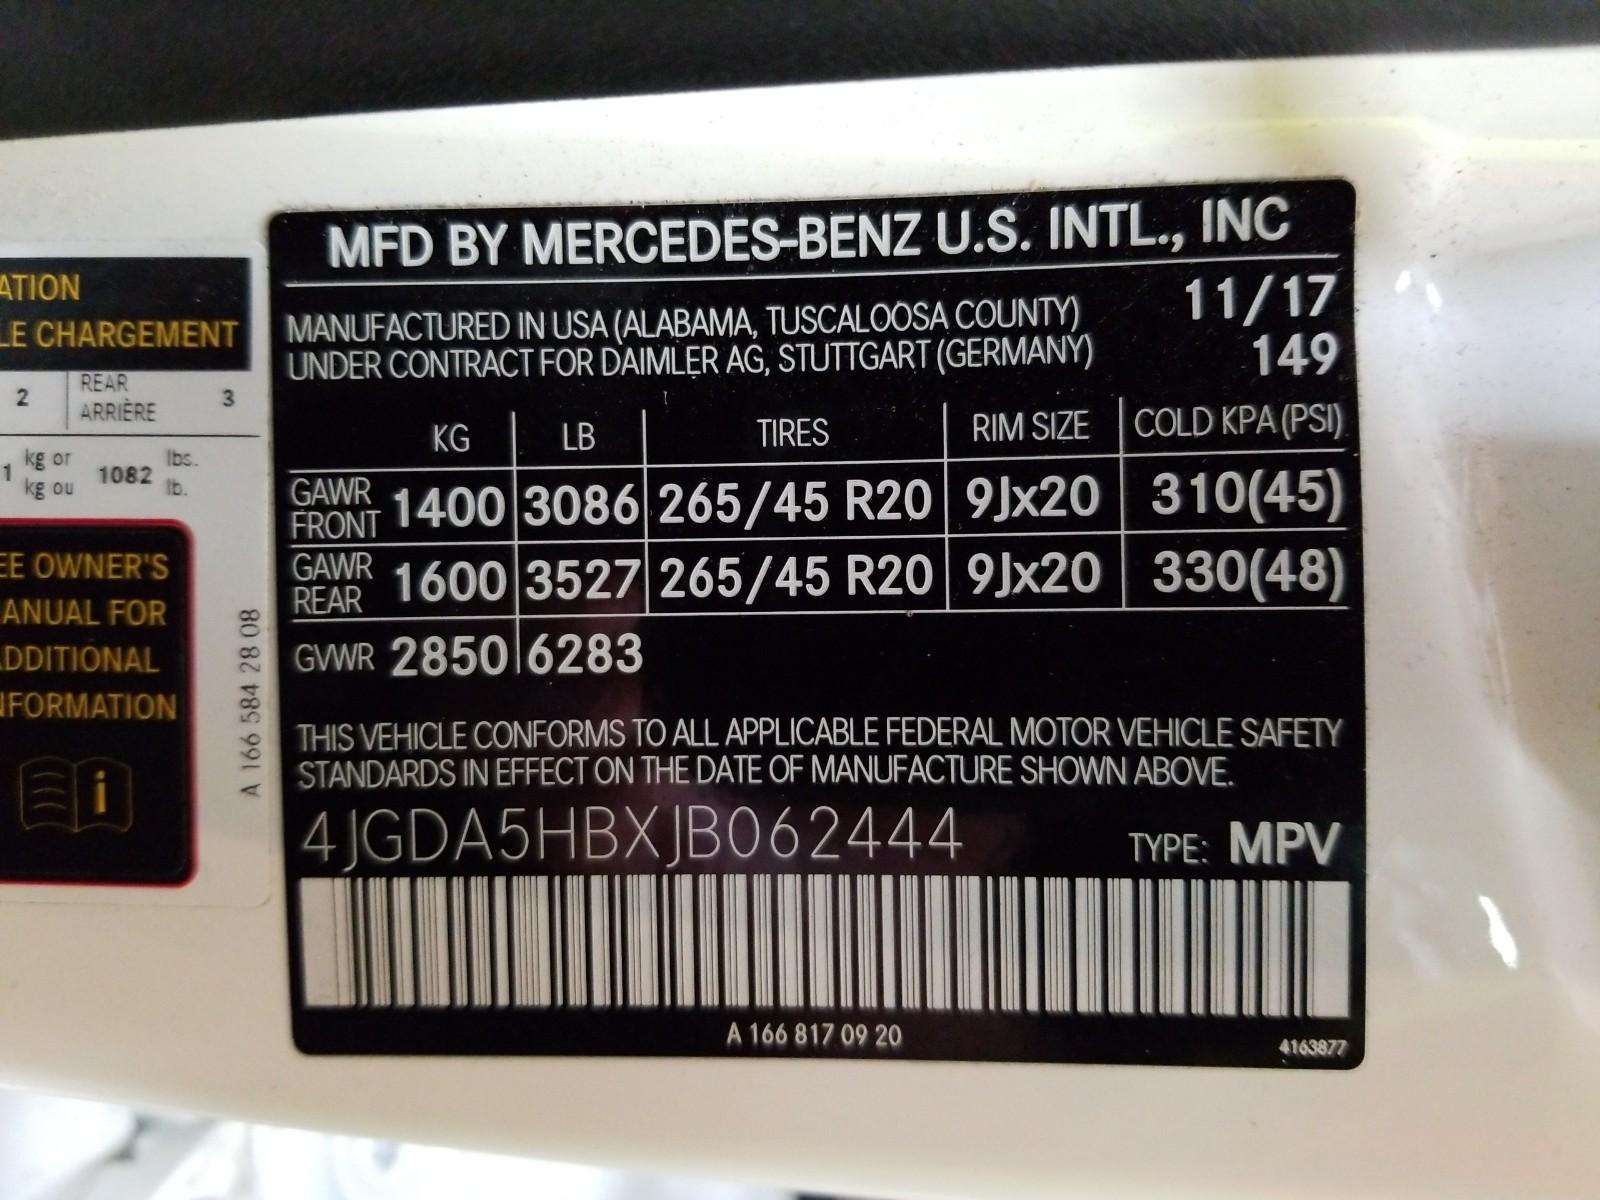 ATION
LE CHARGEMENT
2 REAR ARRIÈRE 3
1 kg or kg ou 1082 lbs. lb.
EE OWNER'S
ANUAL FOR
ADDITIONAL
NFORMATION
i
A 166 584 28 08
MFD BY MERCEDES-BENZ U.S. INTL., INC
MANUFACTURED IN USA (ALABAMA, TUSCALOOSA COUNTY) 11/17
UNDER CONTRACT FOR DAIMLER AG, STUTTGART (GERMANY) 149
KG LB TIRES RIM SIZE COLD KPA (PSI)
GAWR FRONT 1400 3086 265/45 R20 9Jx20 310(45)
GAWR REAR 1600 3527 265/45 R20 9Jx20 330(48)
GVWR 2850 6283
THIS VEHICLE CONFORMS TO ALL APPLICABLE FEDERAL MOTOR VEHICLE SAFETY
STANDARDS IN EFFECT ON THE DATE OF MANUFACTURE SHOWN ABOVE.
4JGDA5HBXJB062444 TYPE: MPV
A 166 817 09 20
4163877